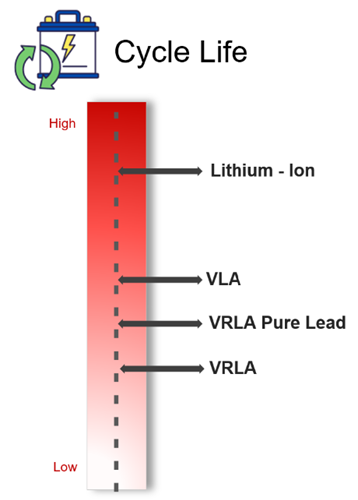 Cycle Life
High
Lithium - Ion
VLA
VRLA Pure Lead
VRLA
Low